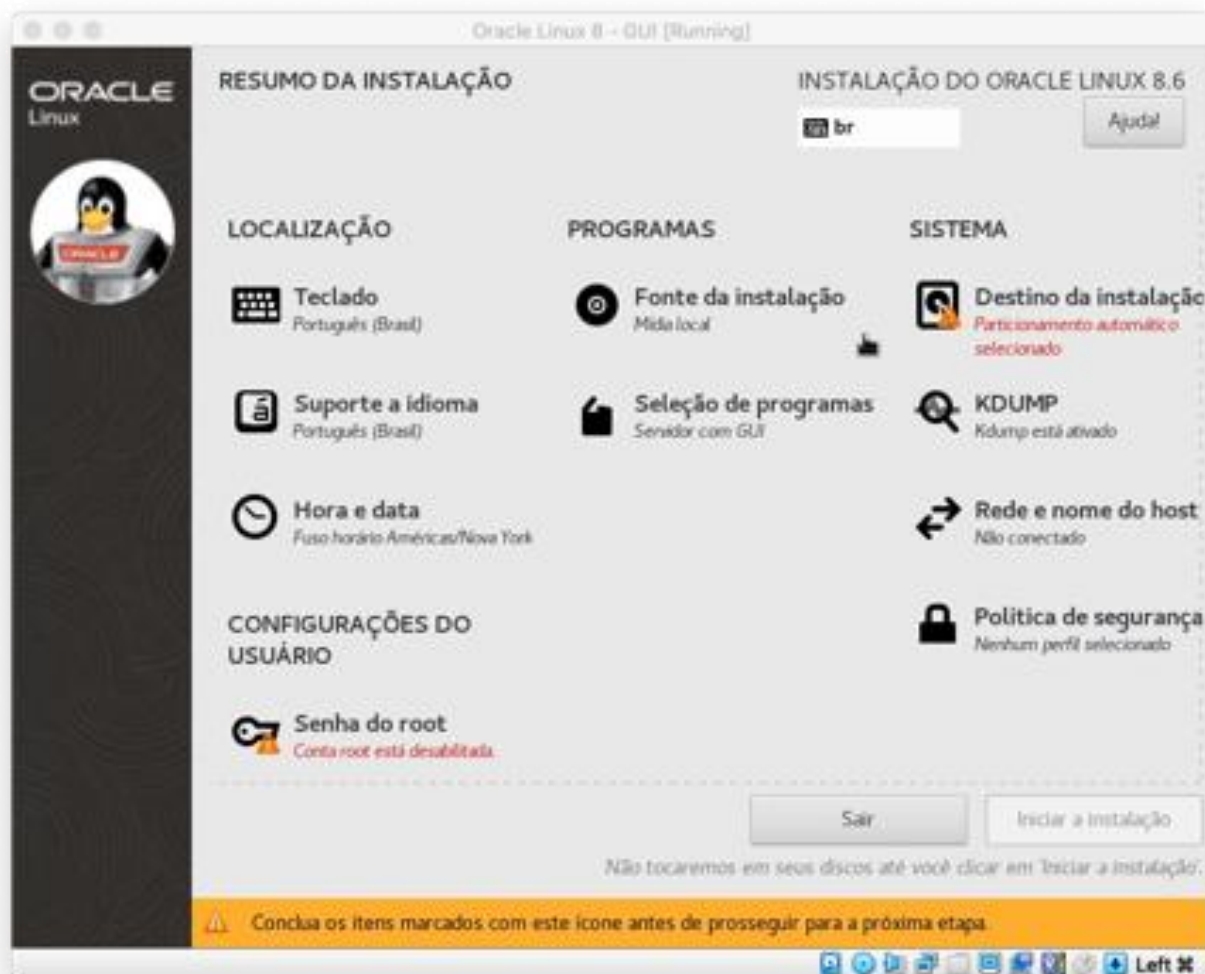 Oracle Linux 8 - GUI [Running]
ORACLE
Linux
RESUMO DA INSTALAÇÃO
INSTALAÇÃO DO ORACLE LINUX 8.6
br
Ajuda!
LOCALIZAÇÃO
Teclado
Português (Brasil)
Suporte a idioma
Português (Brasil)
Hora e data
Fuso horário Américas/Nova York
PROGRAMAS
Fonte da instalação
Mídia local
Seleção de programas
Servidor com GUI
SISTEMA
Destino da instalação
Particionamento automático
selecionado
KDUMP
Kdump está ativado
Rede e nome do host
Não conectado
Política de segurança
Nenhum perfil selecionado
CONFIGURAÇÕES DO
USUÁRIO
Senha do root
Conta root está desabilitada.
Sair
Iniciar a instalação
Não tocaremos em seus discos até você clicar em 'Iniciar a instalação'.
Conclua os itens marcados com este ícone antes de prosseguir para a próxima etapa.
Left ⌘
ORACLE